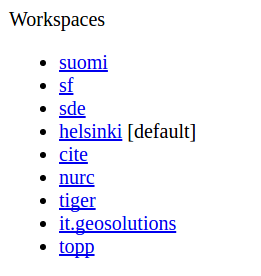 Workspaces
suomi
sf
sde
helsinki [default]
cite
nurc
tiger
it.geosolutions
topp